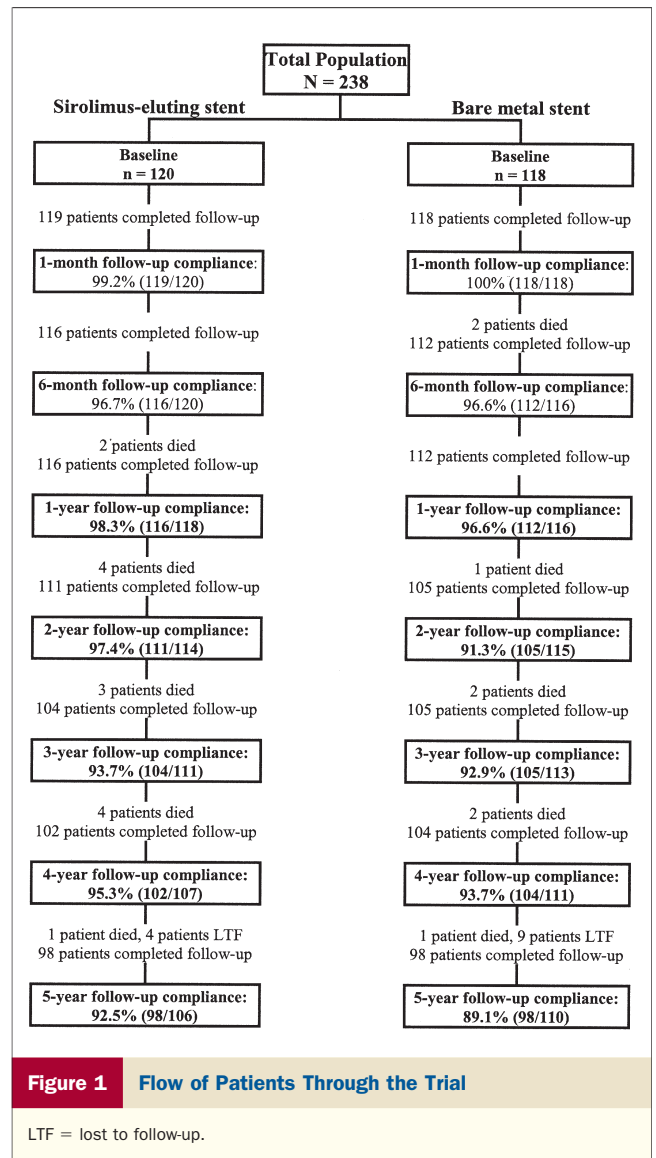 Total Population
N = 238
Sirolimus-eluting stent
Baseline
n = 120
119 patients completed follow-up
1-month follow-up compliance:
99.2% (119/120)
116 patients completed follow-up
6-month follow-up compliance:
96.7% (116/120)
2 patients died
116 patients completed follow-up
1-year follow-up compliance:
98.3% (116/118)
4 patients died
111 patients completed follow-up
2-year follow-up compliance:
97.4% (111/114)
3 patients died
104 patients completed follow-up
3-year follow-up compliance:
93.7% (104/111)
4 patients died
102 patients completed follow-up
4-year follow-up compliance:
95.3% (102/107)
1 patient died, 4 patients LTF
98 patients completed follow-up
5-year follow-up compliance:
92.5% (98/106)
Bare metal stent
Baseline
n = 118
118 patients completed follow-up
1-month follow-up compliance:
100% (118/118)
2 patients died
112 patients completed follow-up
6-month follow-up compliance:
96.6% (112/116)
112 patients completed follow-up
1-year follow-up compliance:
96.6% (112/116)
1 patient died
105 patients completed follow-up
2-year follow-up compliance:
91.3% (105/115)
2 patients died
105 patients completed follow-up
3-year follow-up compliance:
92.9% (105/113)
2 patients died
104 patients completed follow-up
4-year follow-up compliance:
93.7% (104/111)
1 patient died, 9 patients LTF
98 patients completed follow-up
5-year follow-up compliance:
89.1% (98/110)
Figure 1 Flow of Patients Through the Trial
LTF = lost to follow-up.